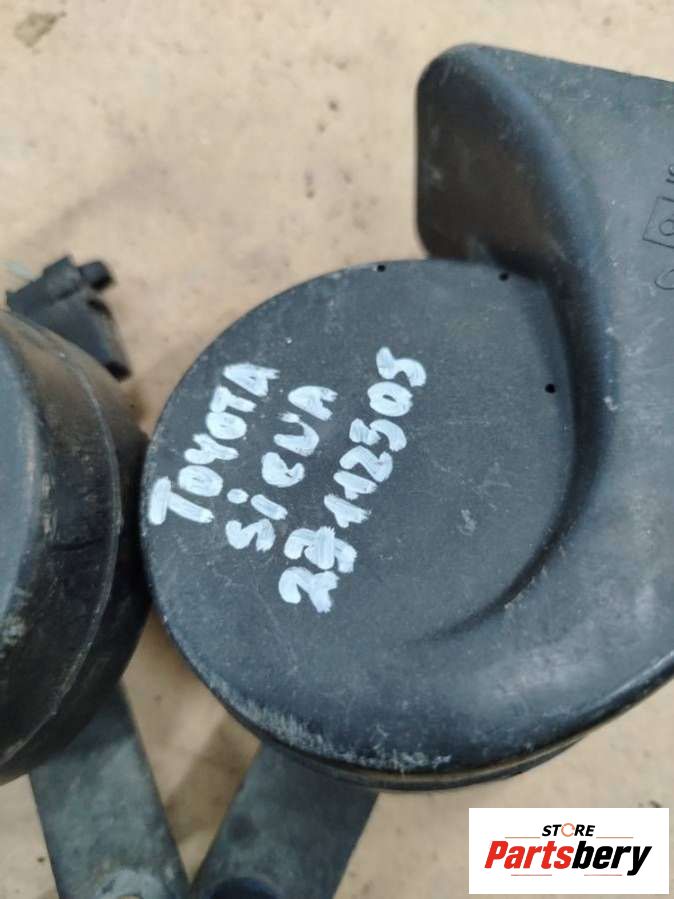 TOYOTA
SiENA
23112505
STORE
Partsbery